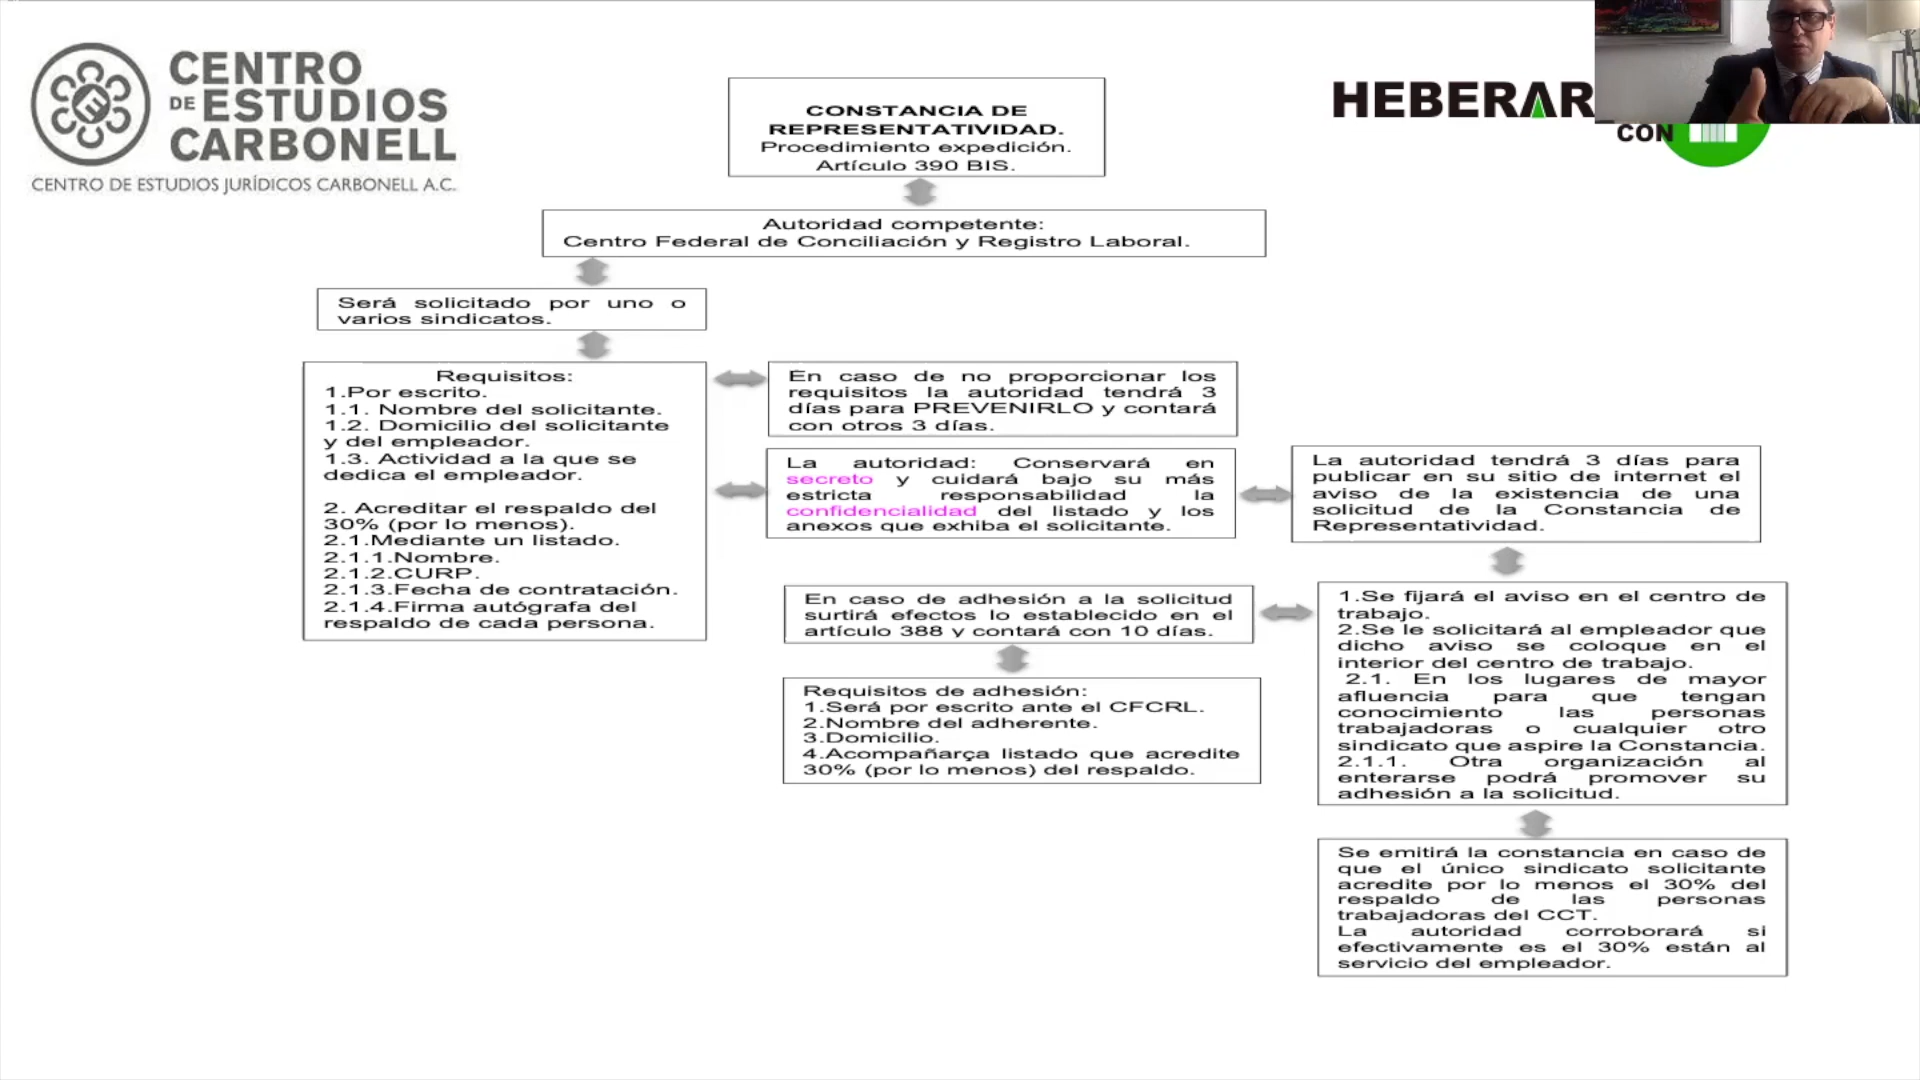 CENTRO
DE ESTUDIOS
CARBONELL
CENTRO DE ESTUDIOS JURÍDICOS CARBONELL A.C.
CONSTANCIA DE
REPRESENTATIVIDAD.
Procedimiento expedición.
Artículo 390 BIS.
HEBERAR
CON
Autoridad competente:
Centro Federal de Conciliación y Registro Laboral.
Será solicitado por uno o
varios sindicatos.
Requisitos:
1.Por escrito.
1.1. Nombre del solicitante.
1.2. Domicilio del solicitante
y del empleador.
1.3. Actividad a la que se
dedica el empleador.
2. Acreditar el respaldo del
30% (por lo menos).
2.1.Mediante un listado.
2.1.1.Nombre.
2.1.2.CURP.
2.1.3.Fecha de contratación.
2.1.4.Firma autógrafa del
respaldo de cada persona.
En caso de no proporcionar los
requisitos la autoridad tendrá 3
días para PREVENIRLO y contará
con otros 3 días.
La autoridad: Conservará en
secreto y cuidará bajo su más
estricta responsabilidad la
confidencialidad del listado y los
anexos que exhiba el solicitante.
La autoridad tendrá 3 días para
publicar en su sitio de internet el
aviso de la existencia de una
solicitud de la Constancia de
Representatividad.
1.Se fijará el aviso en el centro de
trabajo.
2.Se le solicitará al empleador que
dicho aviso se coloque en el
interior del centro de trabajo.
2.1. En los lugares de mayor
afluencia para que tengan
conocimiento las personas
trabajadoras o cualquier otro
sindicato que aspire la Constancia.
2.1.1. Otra organización al
enterarse podrá promover su
adhesión a la solicitud.
En caso de adhesión a la solicitud
surtirá efectos lo establecido en el
artículo 388 y contará con 10 días.
Requisitos de adhesión:
1.Será por escrito ante el CFCRL.
2.Nombre del adherente.
3.Domicilio.
4.Acompañarça listado que acredite
30% (por lo menos) del respaldo.
Se emitirá la constancia en caso de
que el único sindicato solicitante
acredite por lo menos el 30% del
respaldo de las personas
trabajadoras del CCT.
La autoridad corroborará si
efectivamente es el 30% están al
servicio del empleador.